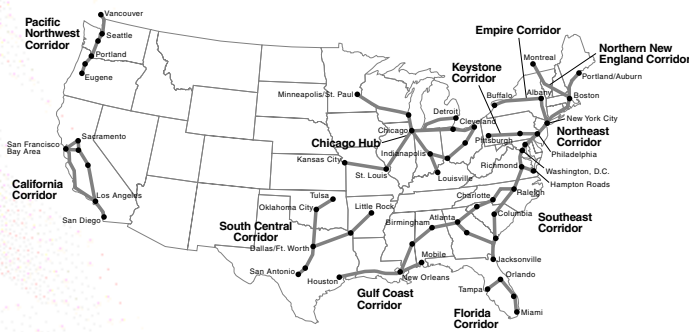 Pacific
Northwest
Corridor
Vancouver
Seattle
Portland
Eugene
Empire Corridor
Montreal
Northern New
England Corridor
Keystone
Corridor
Portland/Auburn
Buffalo
Albany
Boston
Minneapolis/St. Paul
Detroit
Cleveland
New York City
Chicago
Chicago Hub
Pittsburgh
Northeast
Corridor
Philadelphia
Sacramento
San Francisco
Bay Area
Indianapolis
Kansas City
St. Louis
Louisville
Washington, D.C.
Richmond
Hampton Roads
California
Corridor
Los Angeles
San Diego
Tulsa
Oklahoma City
Little Rock
Charlotte
Raleigh
Birmingham
Atlanta
Columbia
Southeast
Corridor
South Central
Corridor
Dallas/Ft. Worth
San Antonio
Houston
Mobile
New Orleans
Jacksonville
Gulf Coast
Corridor
Orlando
Tampa
Miami
Florida
Corridor